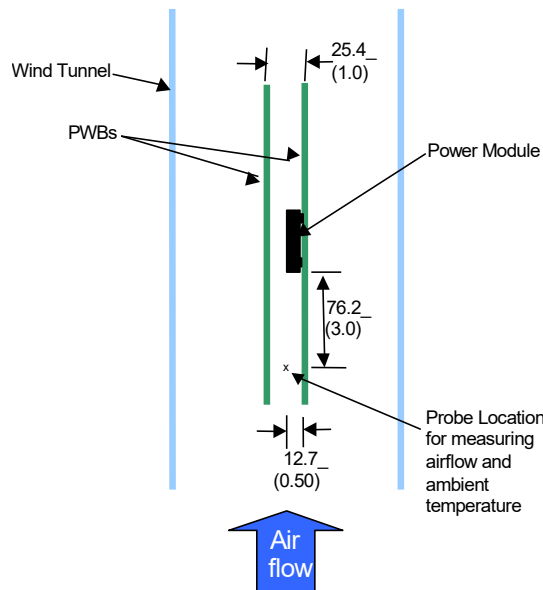 25.4_
(1.0)
Wind Tunnel
PWBs
Power Module
76.2_
(3.0)
x
Probe Location
for measuring
airflow and
ambient
temperature
12.7_
(0.50)
Air
flow